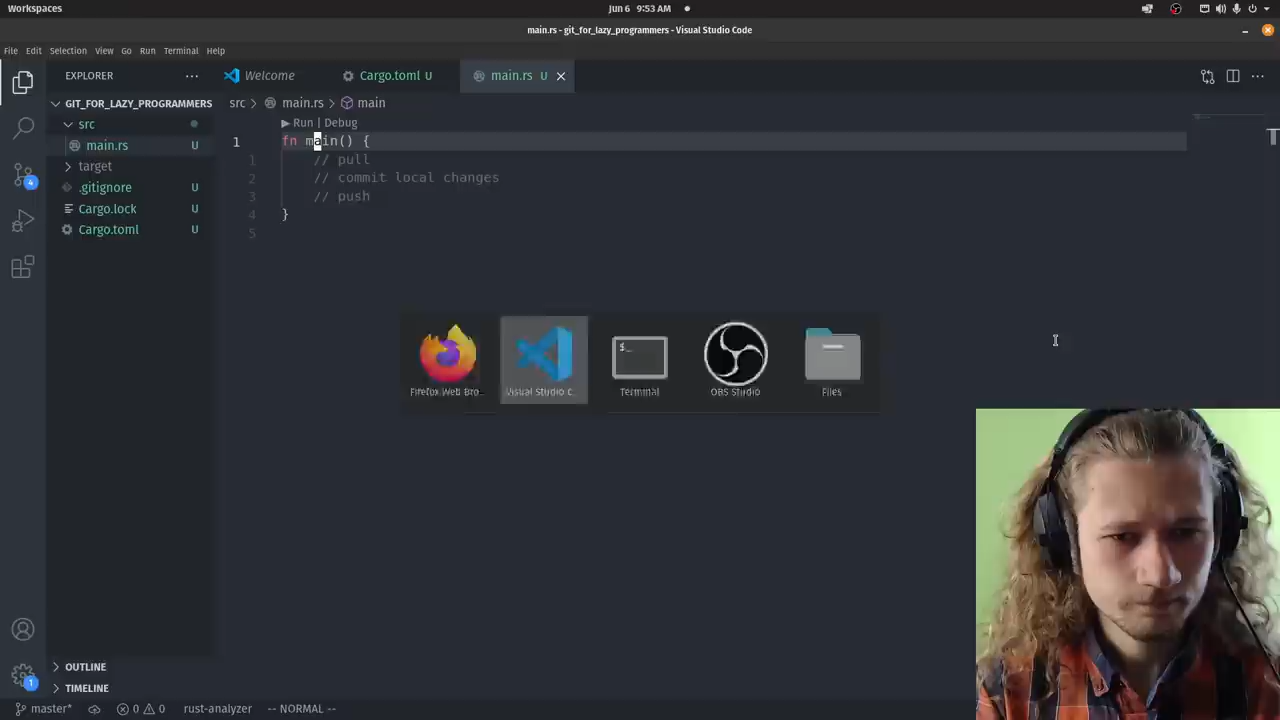 Workspaces
Jun 6 9:53 AM
main.rs - git_for_lazy_programmers - Visual Studio Code
File Edit Selection View Go Run Terminal Help
EXPLORER
Welcome
Cargo.toml U
main.rs U
GIT_FOR_LAZY_PROGRAMMERS
src > main.rs > main
src
main.rs U
target
.gitignore U
Cargo.lock U
Cargo.toml U
▶ Run | Debug
1 fn main() {
1 // pull
2 // commit local changes
3 // push
4 }
5
4
Firefox Web Bro...
Visual Studio C...
Terminal
OBS Studio
Files
OUTLINE
TIMELINE
1
master*
0 0
rust-analyzer
-- NORMAL --